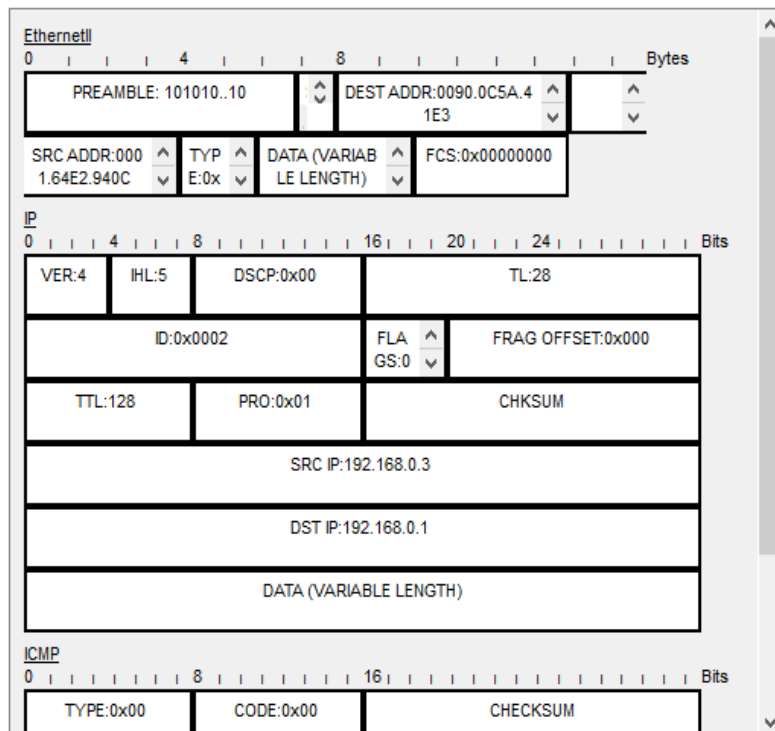 EthernetII
0 4 8 Bytes
PREAMBLE: 101010..10
DEST ADDR:0090.0C5A.4
1E3
SRC ADDR:000
1.64E2.940C
TYP
E:0x
DATA (VARIAB
LE LENGTH)
FCS:0x00000000
IP
0 4 8 16 20 24 Bits
VER:4 IHL:5 DSCP:0x00 TL:28
ID:0x0002
FLA
GS:0
FRAG OFFSET:0x000
TTL:128 PRO:0x01 CHKSUM
SRC IP:192.168.0.3
DST IP:192.168.0.1
DATA (VARIABLE LENGTH)
ICMP
0 8 16 Bits
TYPE:0x00 CODE:0x00 CHECKSUM